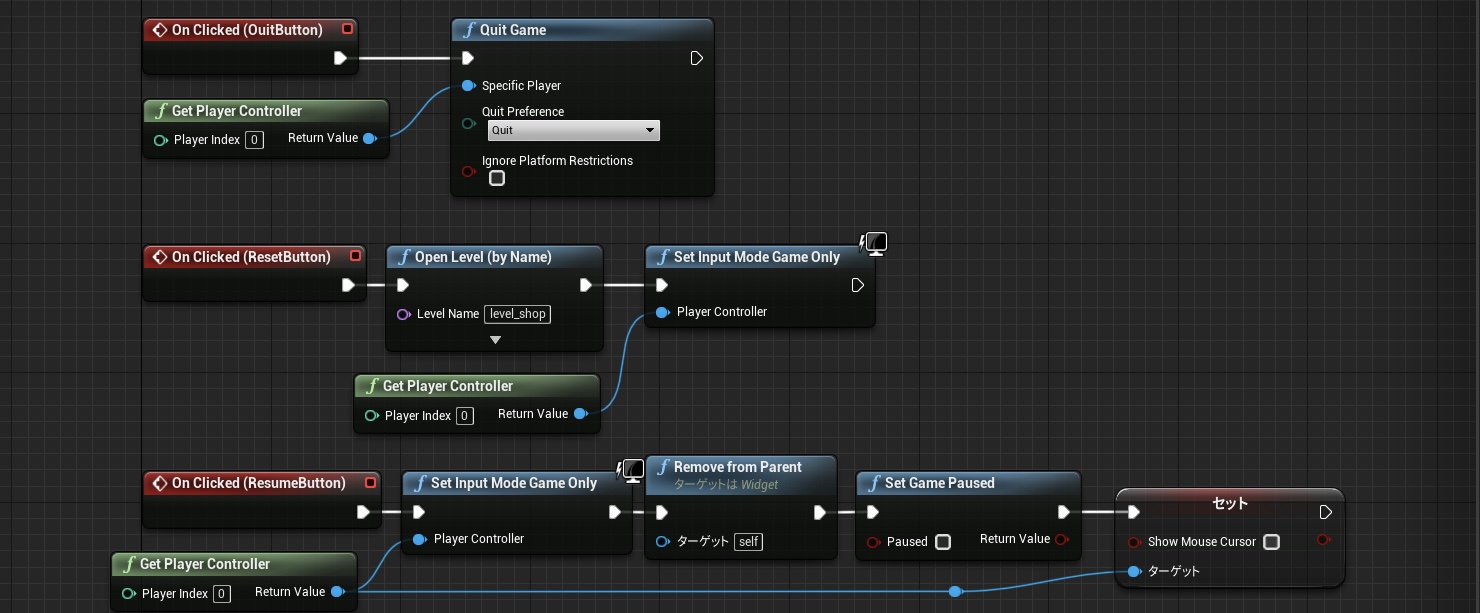 On Clicked (OuitButton)
Quit Game
Specific Player
Get Player Controller
Quit Preference
Quit
Player Index 0 Return Value
Ignore Platform Restrictions
On Clicked (ResetButton)
Open Level (by Name)
Set Input Mode Game Only
Level Name level_shop
Player Controller
Get Player Controller
Player Index 0 Return Value
On Clicked (ResumeButton)
Set Input Mode Game Only
Remove from Parent
ターゲットは Widget
Set Game Paused
セット
Player Controller
ターゲット self
Paused Return Value
Show Mouse Cursor
ターゲット
Get Player Controller
Player Index 0 Return Value